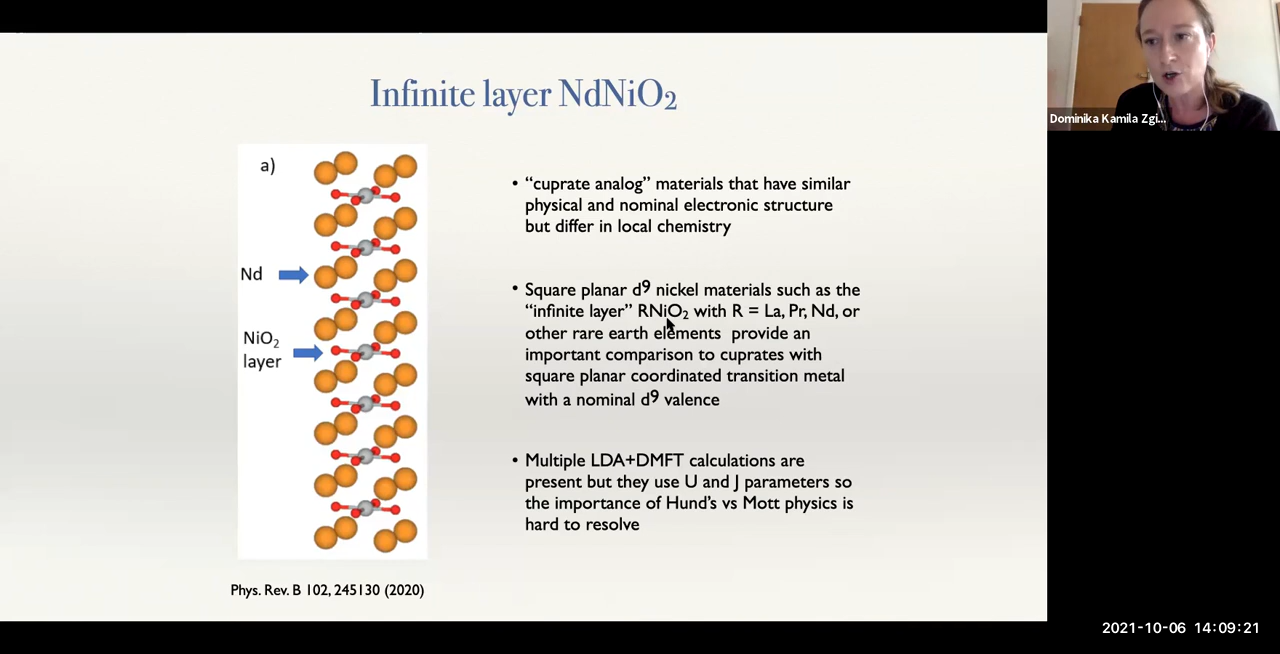 Infinite layer NdNiO₂
a)
Nd
NiO₂
layer
Phys. Rev. B 102, 245130 (2020)
• “cuprate analog” materials that have similar
physical and nominal electronic structure
but differ in local chemistry
• Square planar d⁹ nickel materials such as the
“infinite layer” RNiO₂ with R = La, Pr, Nd, or
other rare earth elements provide an
important comparison to cuprates with
square planar coordinated transition metal
with a nominal d⁹ valence
• Multiple LDA+DMFT calculations are
present but they use U and J parameters so
the importance of Hund’s vs Mott physics is
hard to resolve
Dominika Kamila Zgi...
2021-10-06 14:09:21